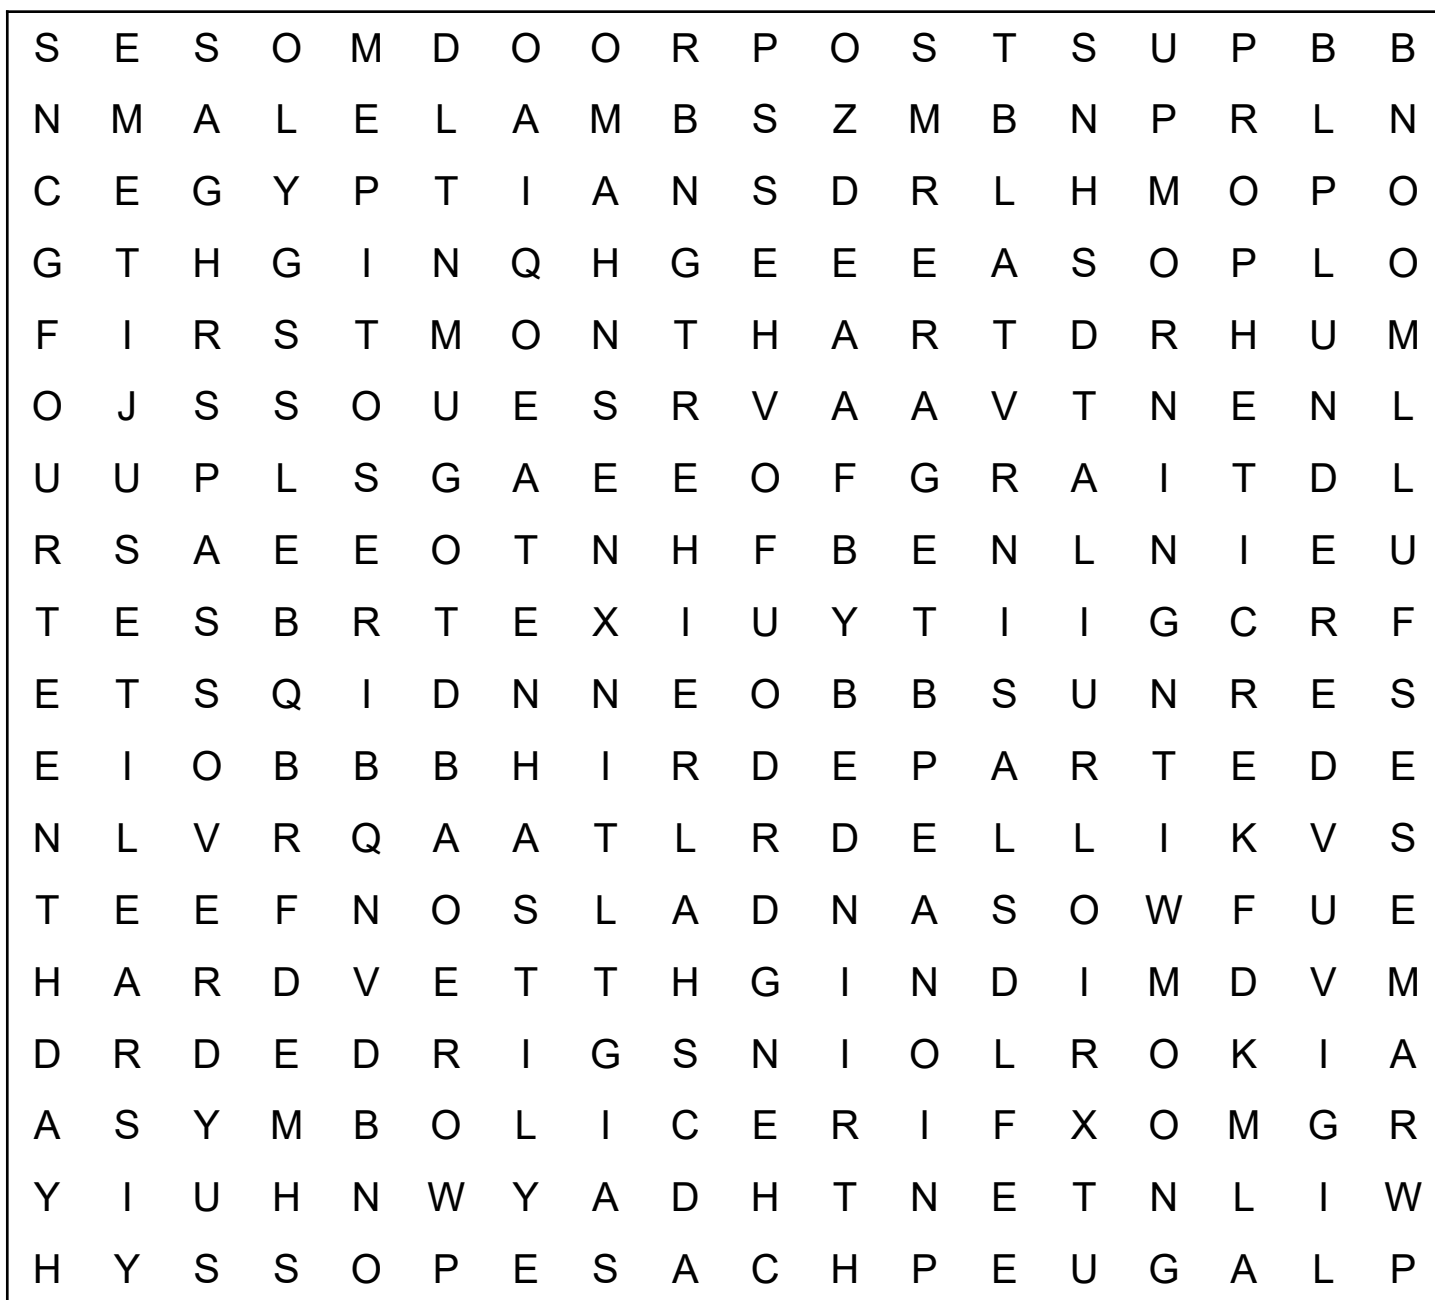 S E S O M D O O R P O S T S U P B B
N M A L E L A M B S Z M B N P R L N
C E G Y P T I A N S D R L H M O P O
G T H G I N Q H G E E E A S O P L O
F I R S T M O N T H A R T D R H U M
O J S S O U E S R V A A V T N E N L
U U P L S G A E E O F G R A I T D L
R S A E E O T N H F B E N L N I E U
T E S B R T E X I U Y T I I G C R F
E T S Q I D N N E O B B S U N R E S
E I O B B B H I R D E P A R T E D E
N L V R Q A A T L R D E L L I K V S
T E E F N O S L A D N A S O W F U E
H A R D V E T T H G I N D I M D V M
D R D E D R I G S N I O L R O K I A
A S Y M B O L I C E R I F X O M G R
Y I U H N W Y A D H T N E T N L I W
H Y S S O P E S A C H P E U G A L P